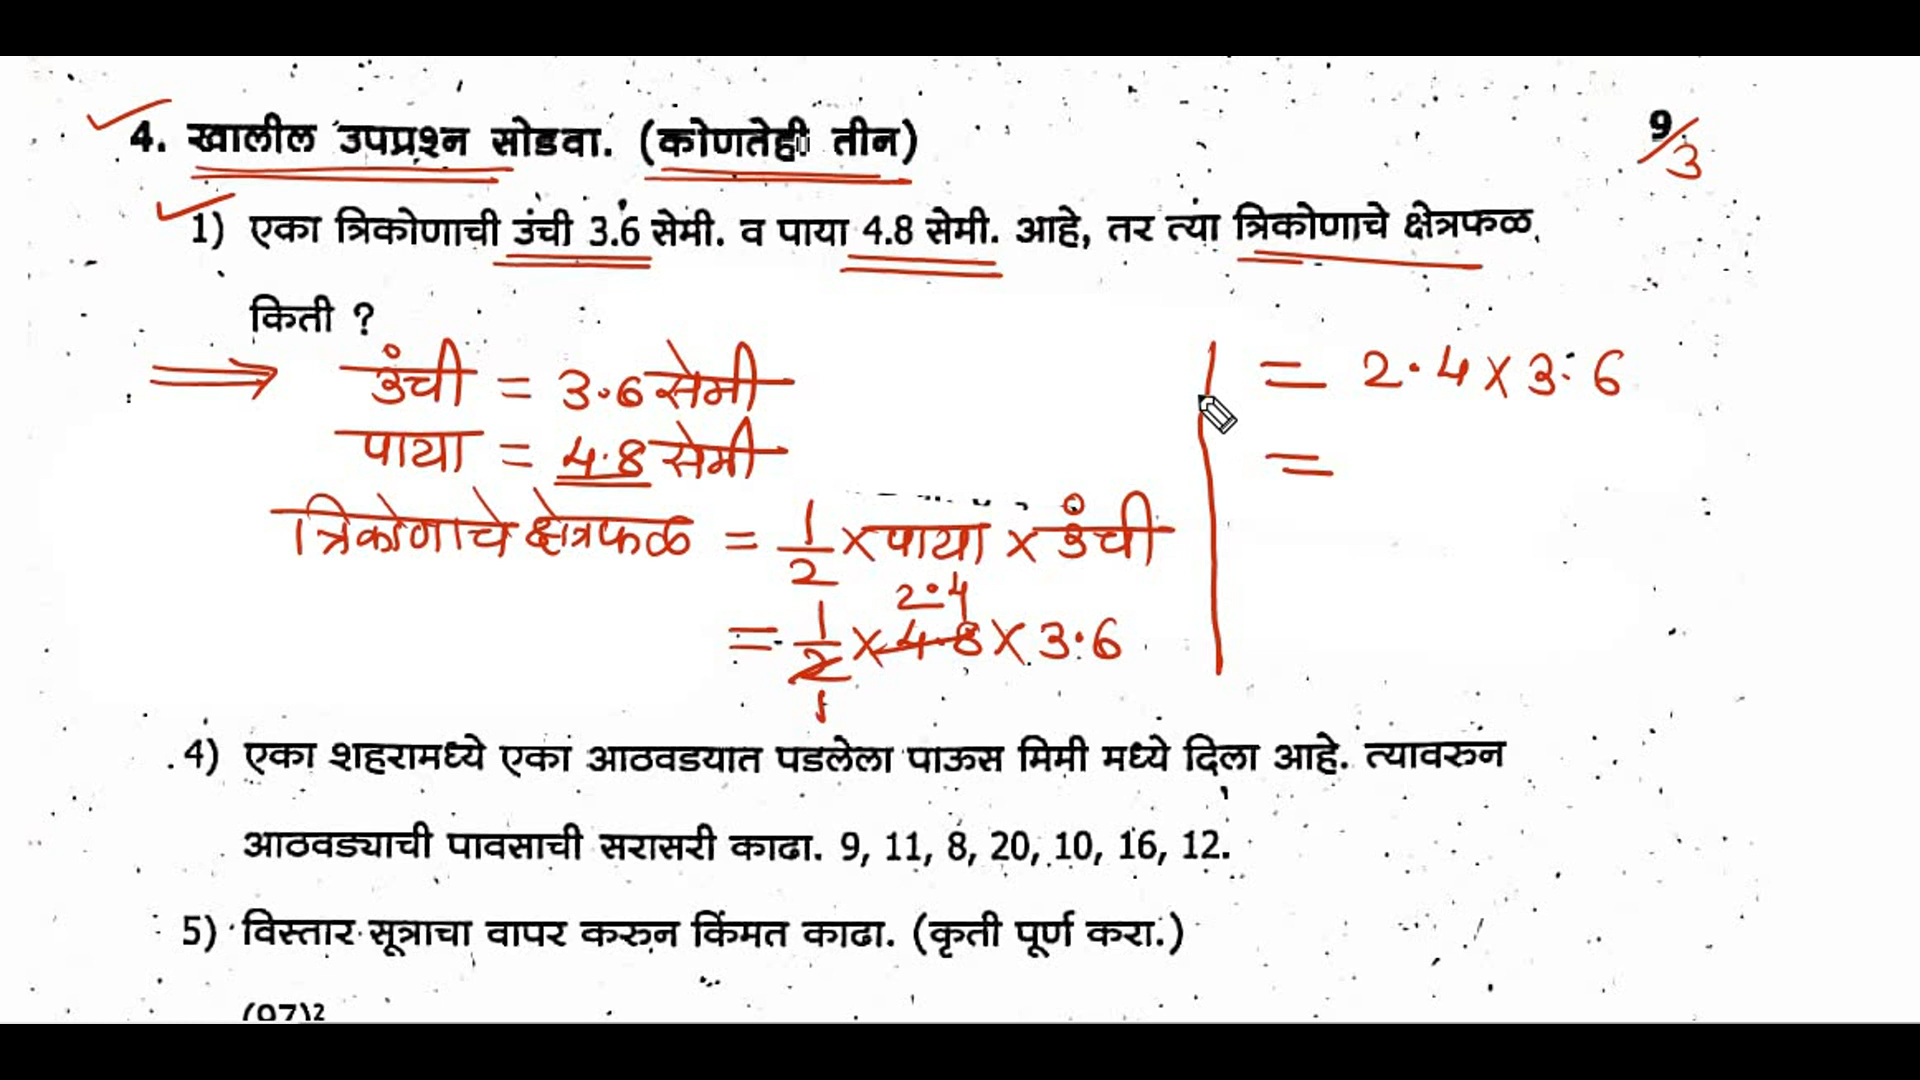 4. खालील उपप्रश्न सोडवा. (कोणतेही तीन) 9/3
1) एका त्रिकोणाची उंची 3.6 सेमी. व पाया 4.8 सेमी. आहे, तर त्या त्रिकोणाचे क्षेत्रफळ
किती ?
⟹ उंची = 3.6 सेमी
पाया = 4.8 सेमी
त्रिकोणाचे क्षेत्रफळ = 1/2 × पाया × उंची
2.4
= 1/2 × 4.8 × 3.6
1
= 2.4 × 3.6
=
4) एका शहरामध्ये एका आठवडयात पडलेला पाऊस मिमी मध्ये दिला आहे. त्यावरुन
आठवड्याची पावसाची सरासरी काढा. 9, 11, 8, 20, 10, 16, 12.
5) विस्तार सूत्राचा वापर करुन किंमत काढा. (कृती पूर्ण करा.)
(97)²